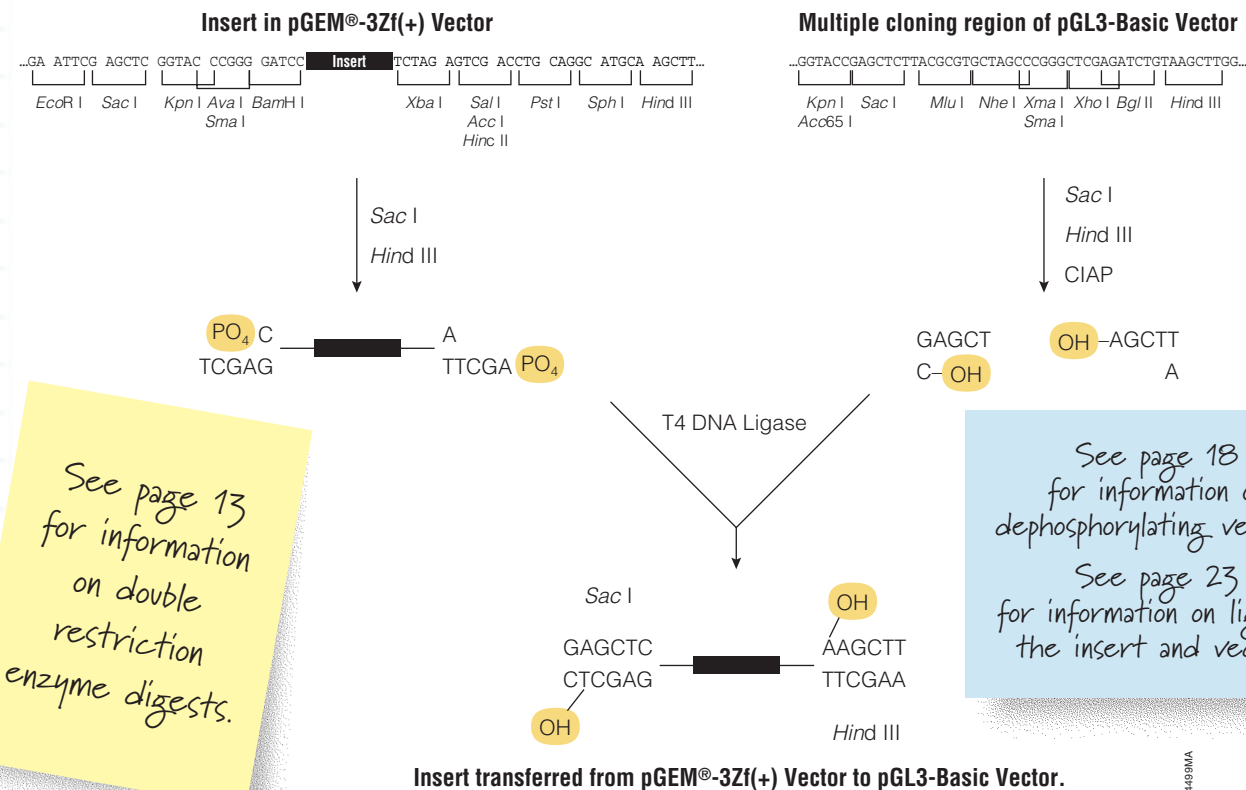 Insert in pGEM®-3Zf(+) Vector
...GA ATTCG AGCTC GGTAC CCGGG GATCC Insert TCTAG AGTCG ACCTG CAGGC ATGCA AGCTT...
EcoR I Sac I Kpn I Ava I BamH I Xba I Sal I Pst I Sph I Hind III
Sma I Acc I
Hinc II
Multiple cloning region of pGL3-Basic Vector
...GGTACCGAGCTCTTACGCGTGCTAGCCCGGGCTCGAGATCTGTAAGCTTGG...
Kpn I Sac I Mlu I Nhe I Xma I Xho I Bgl II Hind III
Acc65 I Sma I
Sac I
Hind III
Sac I
Hind III
CIAP
PO4 C A
TCGAG TTCGA PO4
GAGCT OH –AGCTT
C– OH A
T4 DNA Ligase
See page 13
for information
on double
restriction
enzyme digests.
See page 18
for information
dephosphorylating
See page 23
for information on
the insert and
Sac I OH
GAGCTC AAGCTT
CTCGAG TTCGAA
OH Hind III
Insert transferred from pGEM®-3Zf(+) Vector to pGL3-Basic Vector.
4499MA